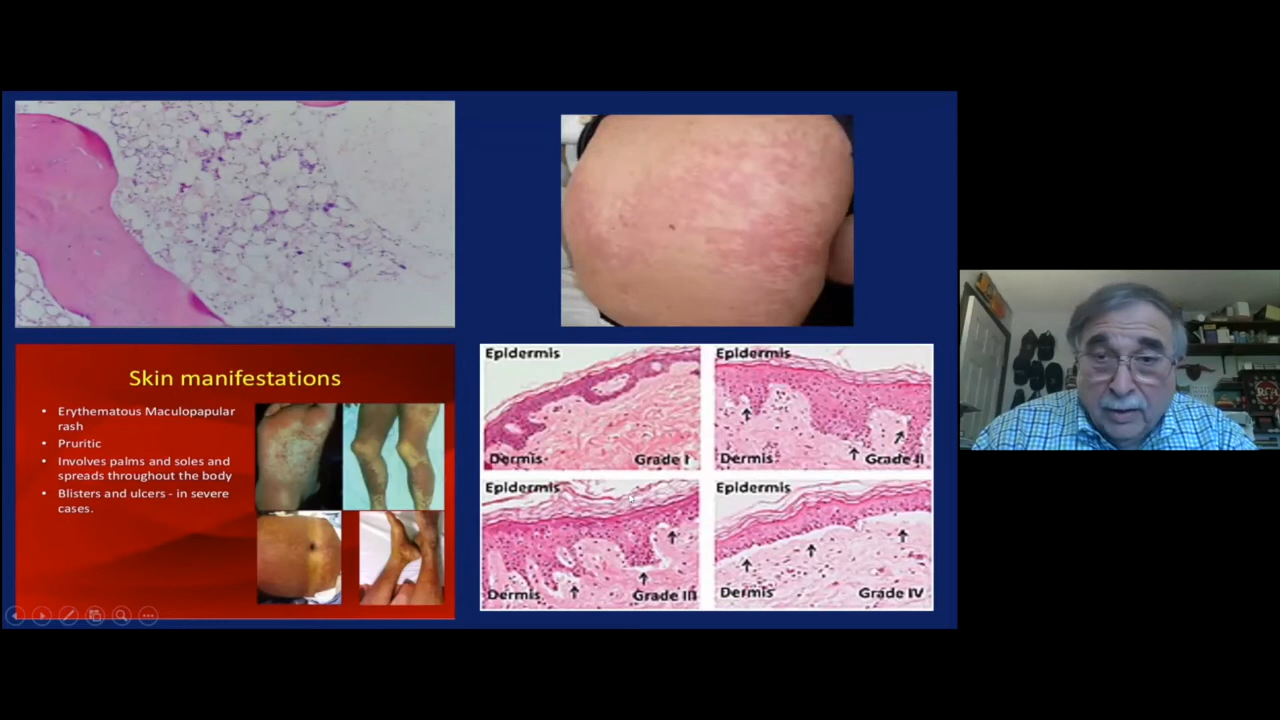 Skin manifestations
• Erythematous Maculopapular
rash
• Pruritic
• Involves palms and soles and
spreads throughout the body
• Blisters and ulcers - in severe
cases.
Epidermis
Dermis Grade I
Epidermis
Dermis Grade II
Epidermis
Dermis Grade III
Epidermis
Dermis Grade IV